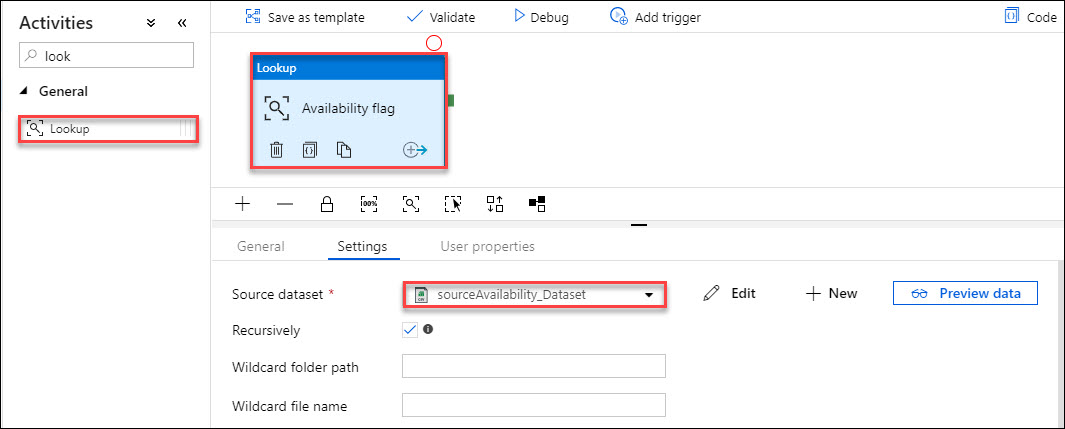 Activities
look
General
Lookup
Save as template Validate Debug Add trigger Code
Lookup
Availability flag
100%
General Settings User properties
Source dataset * sourceAvailability_Dataset Edit New Preview data
Recursively
Wildcard folder path
Wildcard file name